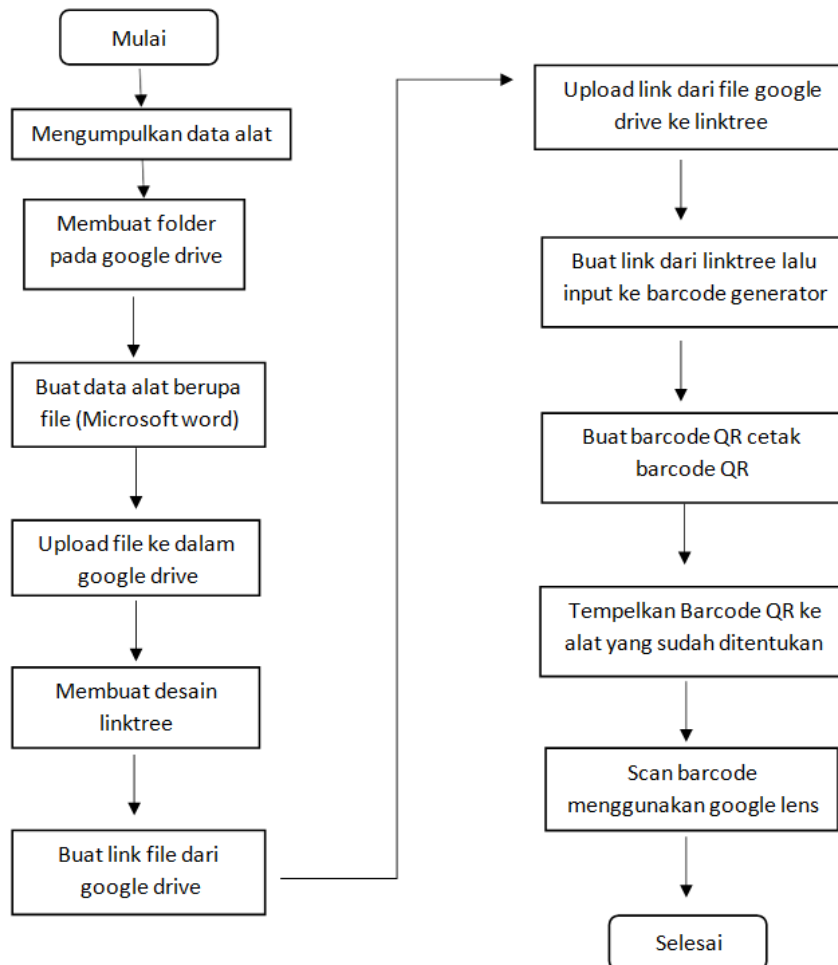 Mulai
Mengumpulkan data alat
Membuat folder
pada google drive
Buat data alat berupa
file (Microsoft word)
Upload file ke dalam
google drive
Membuat desain
linktree
Buat link file dari
google drive
Upload link dari file google
drive ke linktree
Buat link dari linktree lalu
input ke barcode generator
Buat barcode QR cetak
barcode QR
Tempelkan Barcode QR ke
alat yang sudah ditentukan
Scan barcode
menggunakan google lens
Selesai